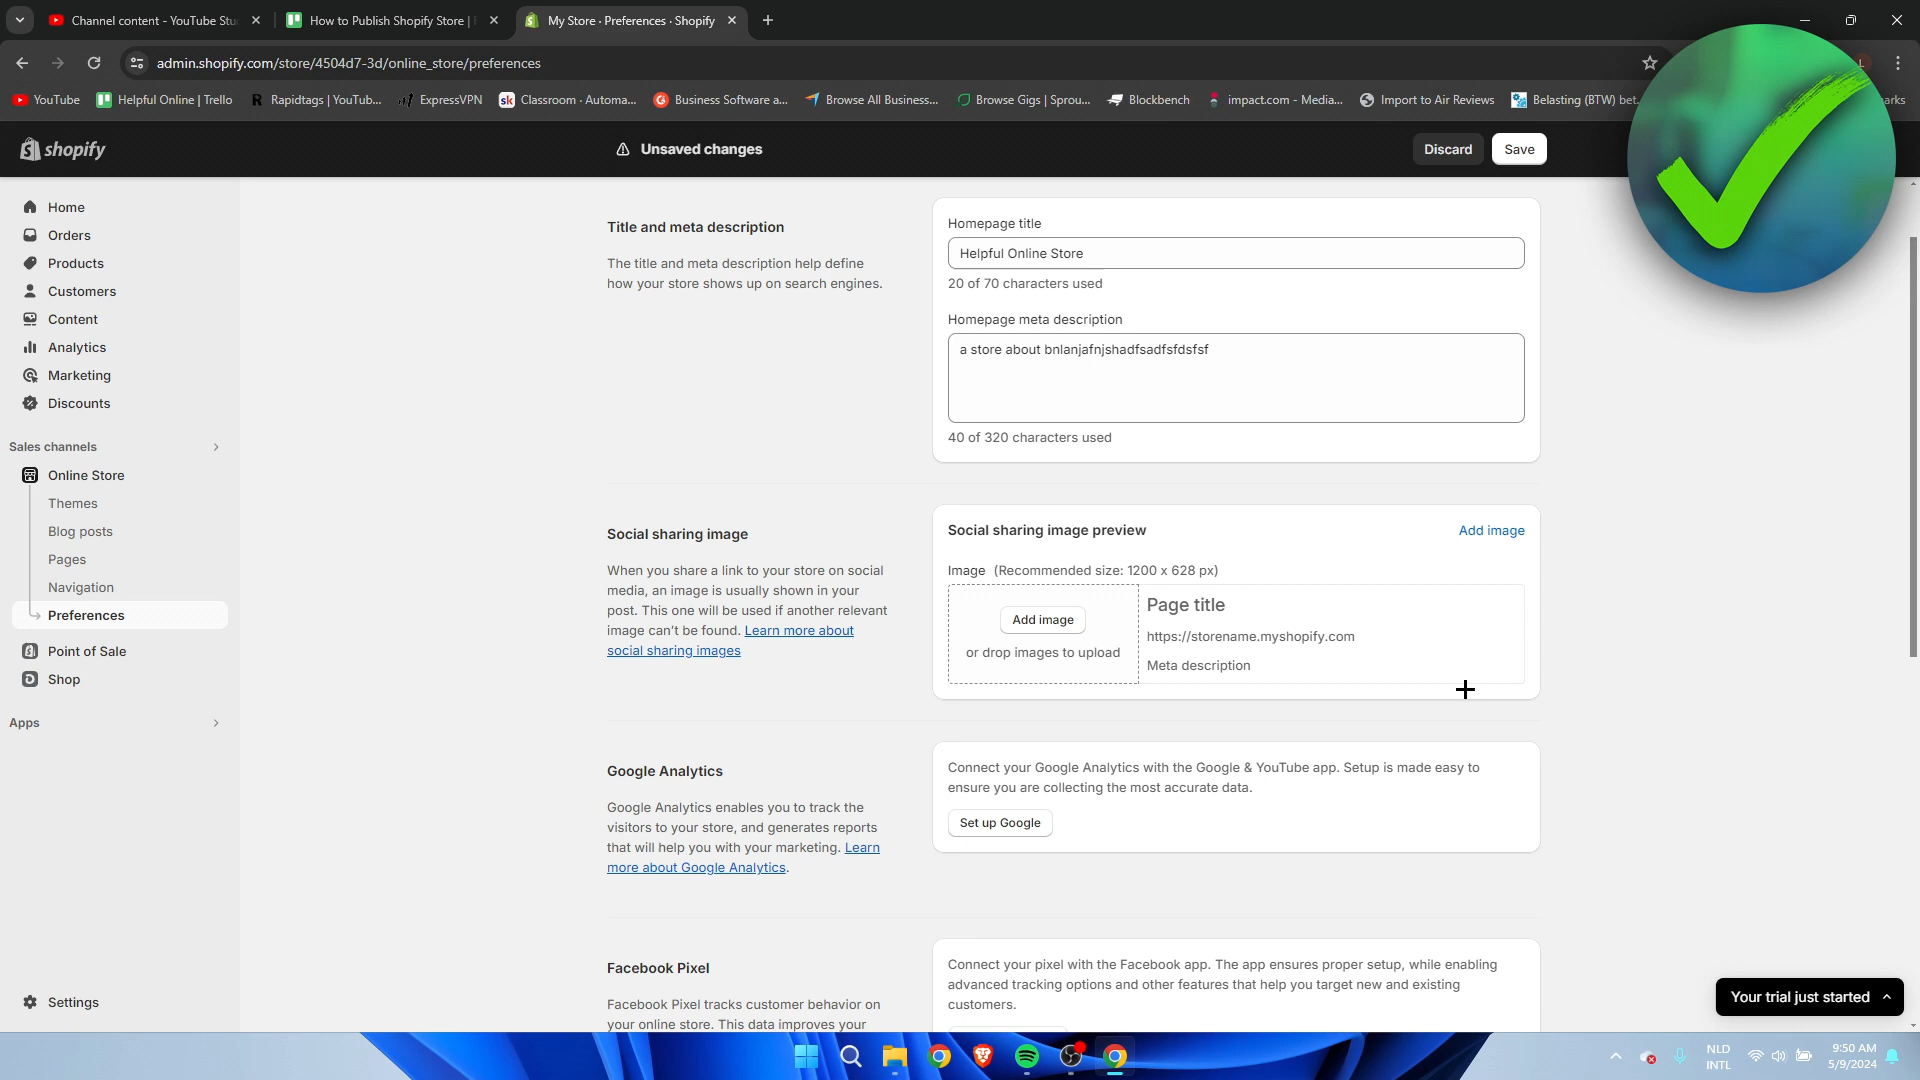 Channel content - YouTube Stu
How to Publish Shopify Store |
My Store · Preferences · Shopify
admin.shopify.com/store/4504d7-3d/online_store/preferences
YouTube
Helpful Online | Trello
Rapidtags | YouTub...
ExpressVPN
Classroom · Automa...
Business Software a...
Browse All Business...
Browse Gigs | Sprou...
Blockbench
impact.com - Media...
Import to Air Reviews
Belasting (BTW) bet.
arks
shopify
Unsaved changes
Discard
Save
Home
Orders
Products
Customers
Content
Analytics
Marketing
Discounts
Sales channels
Online Store
Themes
Blog posts
Pages
Navigation
Preferences
Point of Sale
Shop
Apps
Settings
Title and meta description
The title and meta description help define
how your store shows up on search engines.
Homepage title
Helpful Online Store
20 of 70 characters used
Homepage meta description
a store about bnlanjafnjshadfsadfsfdsfsf
40 of 320 characters used
Social sharing image
When you share a link to your store on social
media, an image is usually shown in your
post. This one will be used if another relevant
image can't be found. Learn more about
social sharing images
Social sharing image preview
Add image
Image (Recommended size: 1200 x 628 px)
Add image
or drop images to upload
Page title
https://storename.myshopify.com
Meta description
Google Analytics
Google Analytics enables you to track the
visitors to your store, and generates reports
that will help you with your marketing. Learn
more about Google Analytics.
Connect your Google Analytics with the Google & YouTube app. Setup is made easy to
ensure you are collecting the most accurate data.
Set up Google
Facebook Pixel
Facebook Pixel tracks customer behavior on
your online store. This data improves your
Connect your pixel with the Facebook app. The app ensures proper setup, while enabling
advanced tracking options and other features that help you target new and existing
customers.
Your trial just started
NLD
INTL
9:50 AM
5/9/2024